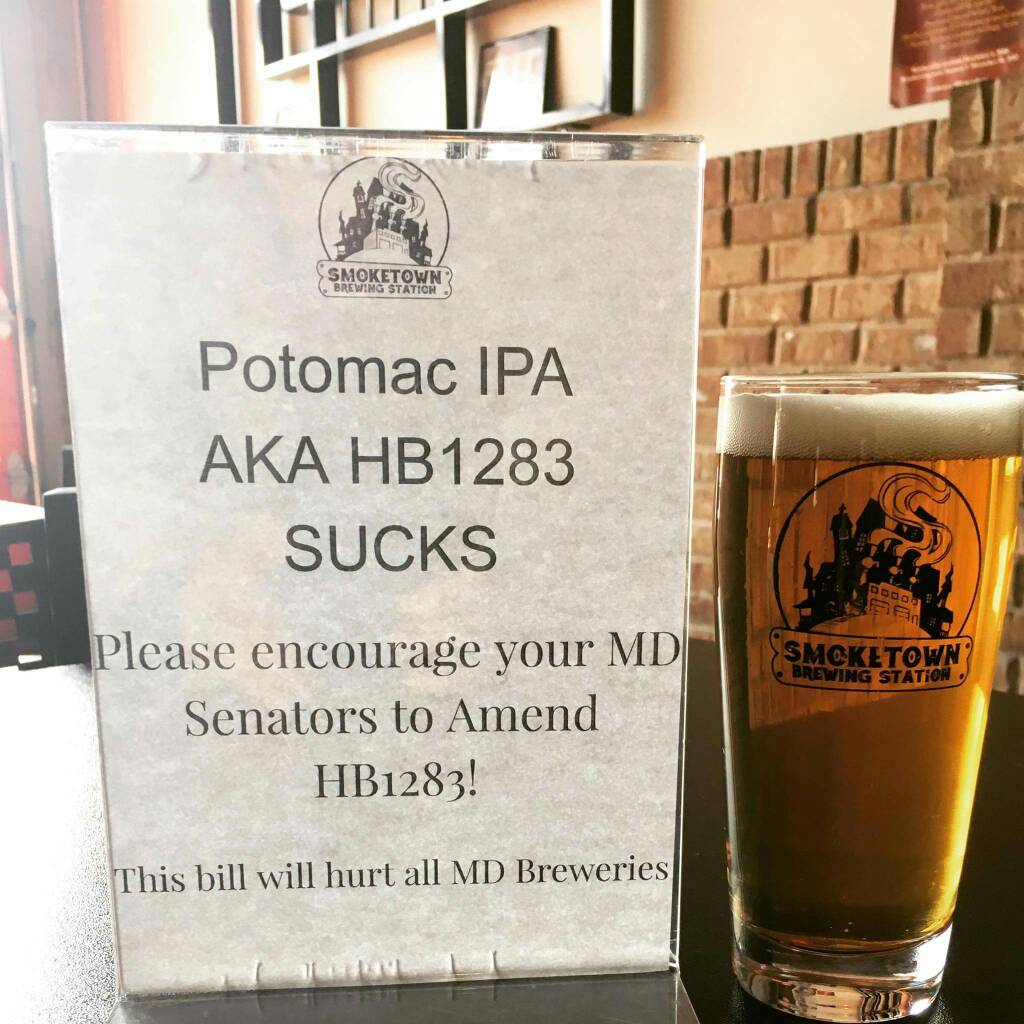 SMOKETOWN
BREWING STATION
Potomac IPA
AKA HB1283
SUCKS
Please encourage your MD
Senators to Amend
HB1283!
This bill will hurt all MD Breweries
SMOKETOWN
BREWING STATION